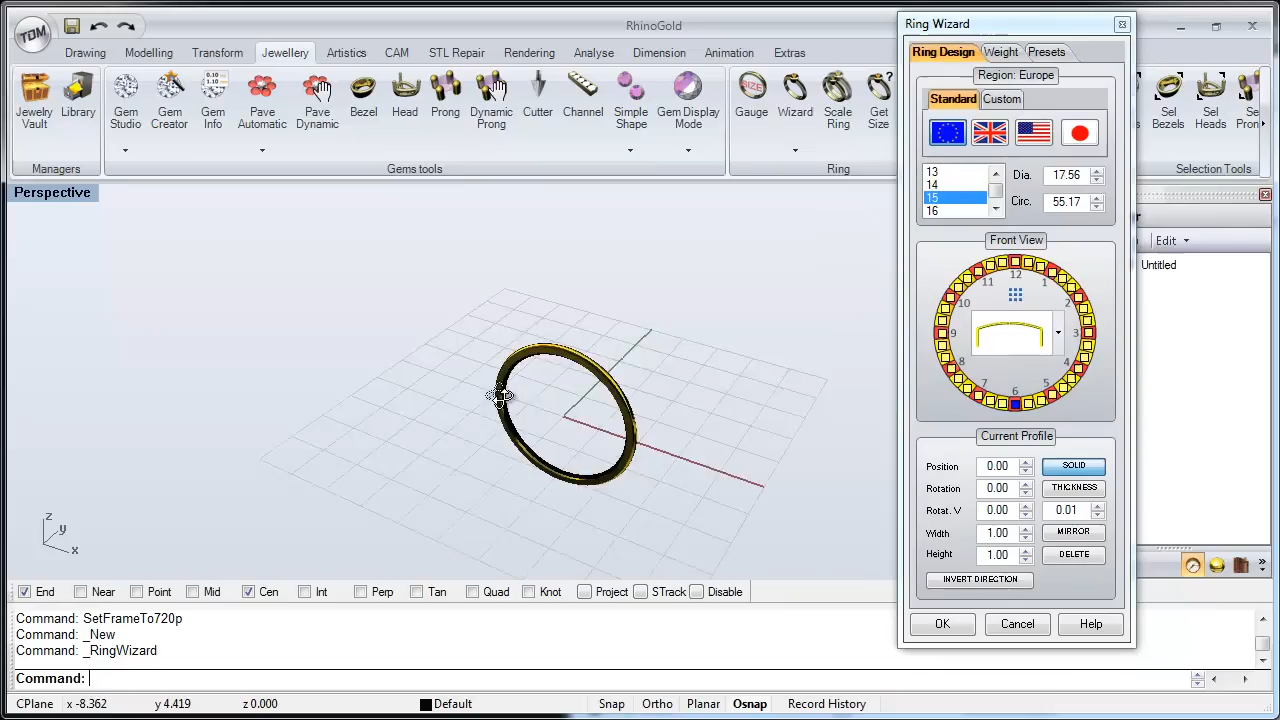 TDM
RhinoGold
Drawing Modelling Transform Jewellery Artistics CAM STL Repair Rendering Analyse Dimension Animation Extras
Jewelry Vault
Library
Gem Studio
Gem Creator
0.10
1.10
Gem Info
Pave Automatic
Pave Dynamic
Bezel
Head
Prong
Dynamic Prong
Cutter
Channel
Simple Shape
Gem Display Mode
SIZE
Gauge
Wizard
Scale Ring
Get Size
Sel Bezels
Sel Heads
Sel
Managers
Gems tools
Ring
Selection Tools
Perspective
z
y
x
Ring Wizard
Ring Design Weight Presets
Region: Europe
Standard Custom
13
14
15
16
Dia. 17.56
Circ. 55.17
Front View
12
1
3
4
5
6
7
8
9
10
11
Current Profile
Position 0.00 SOLID
Rotation 0.00 THICKNESS
Rotat. V 0.00 0.01
Width 1.00 MIRROR
Height 1.00 DELETE
INVERT DIRECTION
OK Cancel Help
Edit
Untitled
End Near Point Mid Cen Int Perp Tan Quad Knot Project STrack Disable
Command: SetFrameTo720p
Command: _New
Command: _RingWizard
Command:
CPlane x -8.362 y 4.419 z 0.000 Default Snap Ortho Planar Osnap Record History